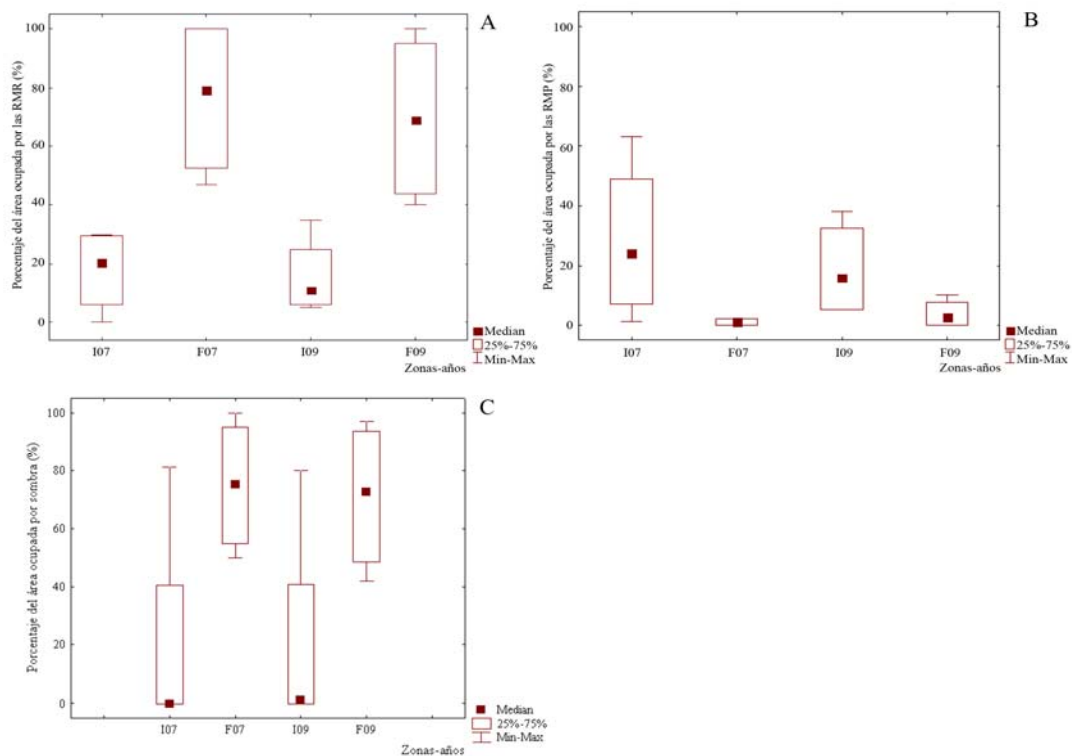 A
Porcentaje del área ocupada por las RMR (%)
100
80
60
40
20
0
I07 F07 I09 F09
Zonas-años
Median
25%-75%
Min-Max
B
Porcentaje del área ocupada por las RMP (%)
100
80
60
40
20
0
I07 F07 I09 F09
Zonas-años
Median
25%-75%
Min-Max
C
Porcentaje del área ocupada por sombra (%)
100
80
60
40
20
0
I07 F07 I09 F09
Zonas-años
Median
25%-75%
Min-Max